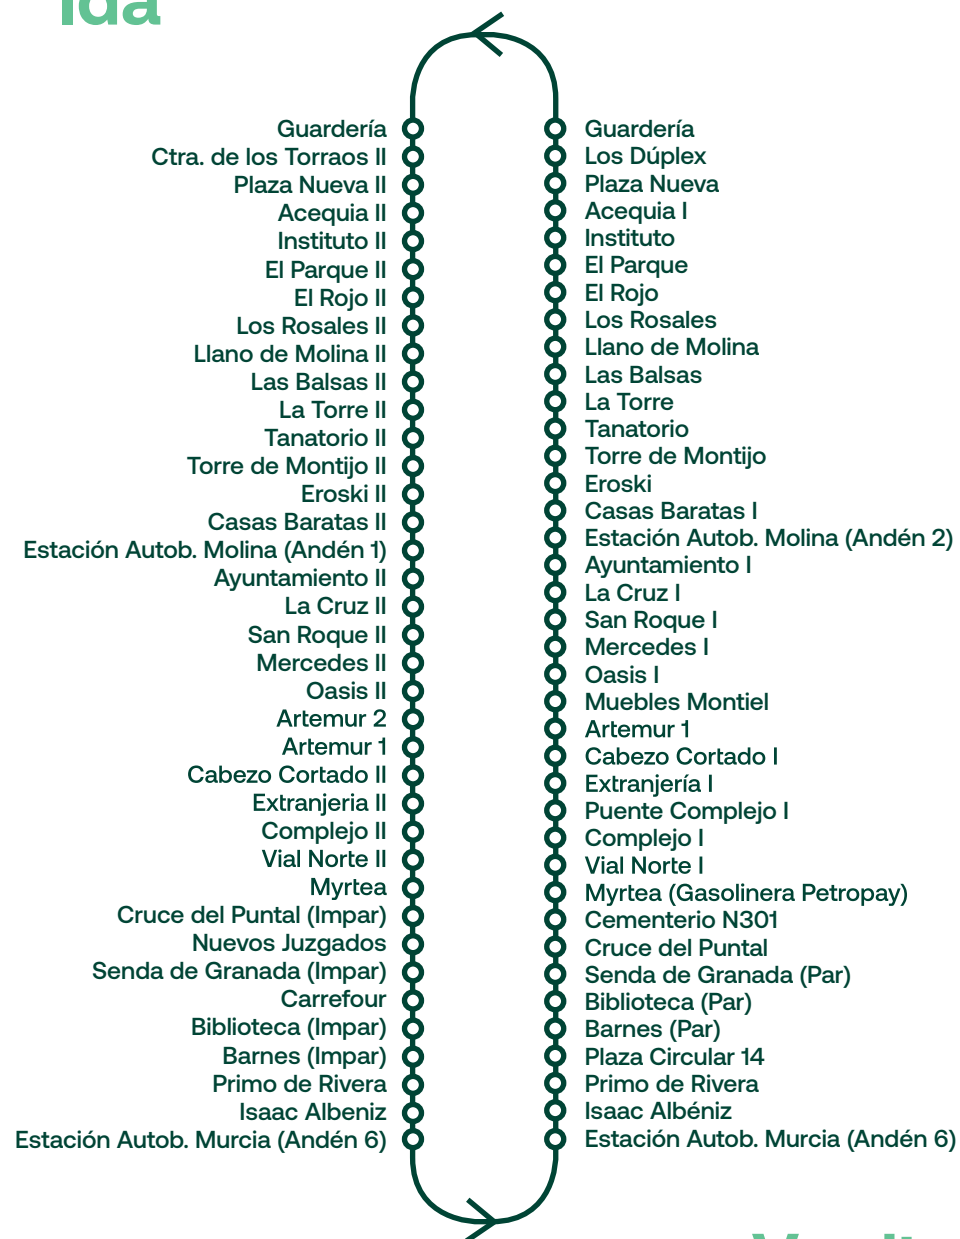 Ida
Guardería
Ctra. de los Torraos II
Plaza Nueva II
Acequia II
Instituto II
El Parque II
El Rojo II
Los Rosales II
Llano de Molina II
Las Balsas II
La Torre II
Tanatorio II
Torre de Montijo II
Eroski II
Casas Baratas II
Estación Autob. Molina (Andén 1)
Ayuntamiento II
La Cruz II
San Roque II
Mercedes II
Oasis II
Artemur 2
Artemur 1
Cabezo Cortado II
Extranjeria II
Complejo II
Vial Norte II
Myrtea
Cruce del Puntal (Impar)
Nuevos Juzgados
Senda de Granada (Impar)
Carrefour
Biblioteca (Impar)
Barnes (Impar)
Primo de Rivera
Isaac Albeniz
Estación Autob. Murcia (Andén 6)
Guardería
Los Dúplex
Plaza Nueva
Acequia I
Instituto
El Parque
El Rojo
Los Rosales
Llano de Molina
Las Balsas
La Torre
Tanatorio
Torre de Montijo
Eroski
Casas Baratas I
Estación Autob. Molina (Andén 2)
Ayuntamiento I
La Cruz I
San Roque I
Mercedes I
Oasis I
Muebles Montiel
Artemur 1
Cabezo Cortado I
Extranjería I
Puente Complejo I
Complejo I
Vial Norte I
Myrtea (Gasolinera Petropay)
Cementerio N301
Cruce del Puntal
Senda de Granada (Par)
Biblioteca (Par)
Barnes (Par)
Plaza Circular 14
Primo de Rivera
Isaac Albéniz
Estación Autob. Murcia (Andén 6)